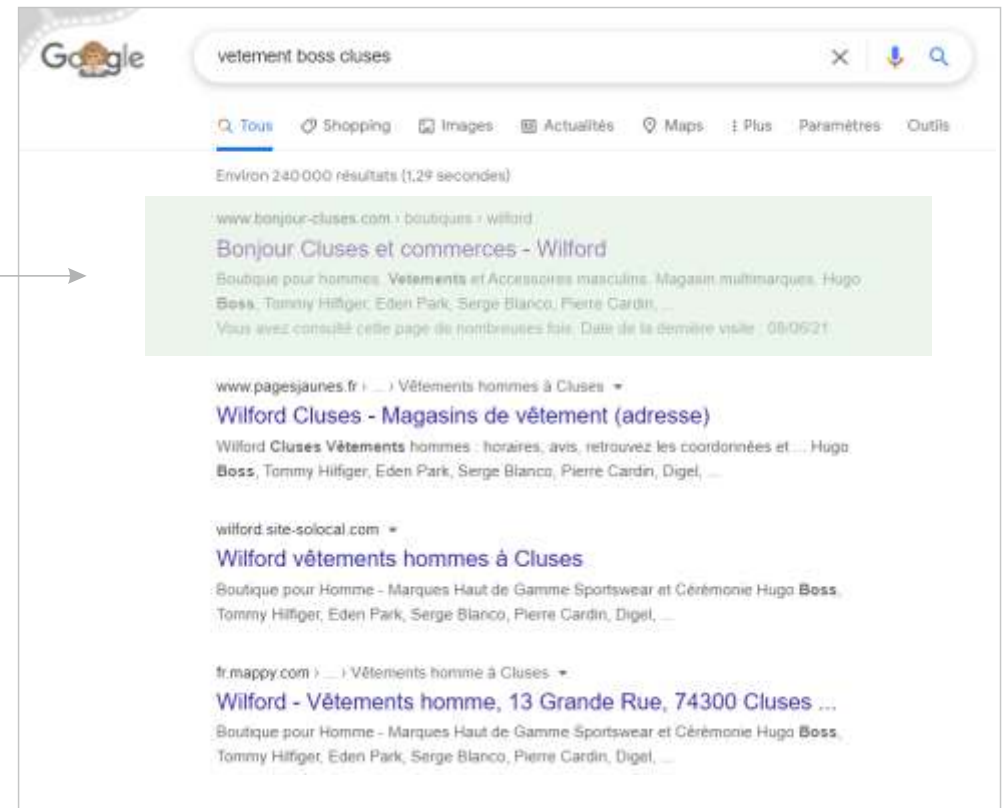 Google
vetement boss cluses
Tous Shopping Images Actualités Maps Plus Paramètres Outils
Environ 240 000 résultats (1,29 secondes)
www.bonjour-cluses.com › boutiques › wilford
Bonjour Cluses et commerces - Wilford
Boutique pour hommes. Vetements et Accessoires masculins. Magasin multimarques. Hugo
Boss, Tommy Hilfiger, Eden Park, Serge Blanco, Pierre Cardin, ...
Vous avez consulté cette page de nombreuses fois. Date de la dernière visite : 08/06/21
www.pagesjaunes.fr › ... › Vêtements hommes à Cluses
Wilford Cluses - Magasins de vêtement (adresse)
Wilford Cluses Vêtements hommes : horaires, avis, retrouvez les coordonnées et ... Hugo
Boss, Tommy Hilfiger, Eden Park, Serge Blanco, Pierre Cardin, Digel, ...
wilford.site-solocal.com
Wilford vêtements hommes à Cluses
Boutique pour Homme - Marques Haut de Gamme Sportswear et Cérémonie Hugo Boss,
Tommy Hilfiger, Eden Park, Serge Blanco, Pierre Cardin, Digel, ...
fr.mappy.com › ... › Vêtements homme à Cluses
Wilford - Vêtements homme, 13 Grande Rue, 74300 Cluses ...
Boutique pour Homme - Marques Haut de Gamme Sportswear et Cérémonie Hugo Boss,
Tommy Hilfiger, Eden Park, Serge Blanco, Pierre Cardin, Digel, ...